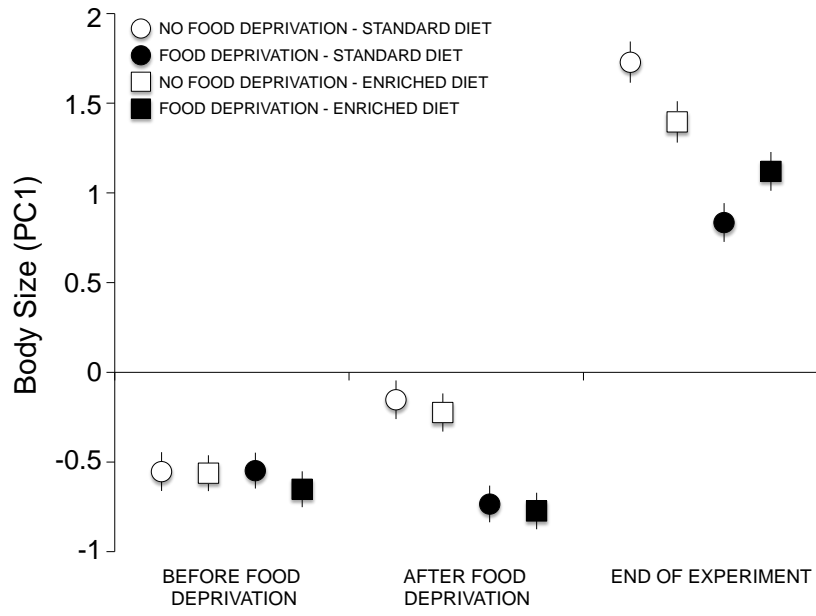 2
NO FOOD DEPRIVATION - STANDARD DIET
FOOD DEPRIVATION - STANDARD DIET
NO FOOD DEPRIVATION - ENRICHED DIET
FOOD DEPRIVATION - ENRICHED DIET
1.5
1
0.5
0
-0.5
-1
Body Size (PC1)
BEFORE FOOD
DEPRIVATION
AFTER FOOD
DEPRIVATION
END OF EXPERIMENT